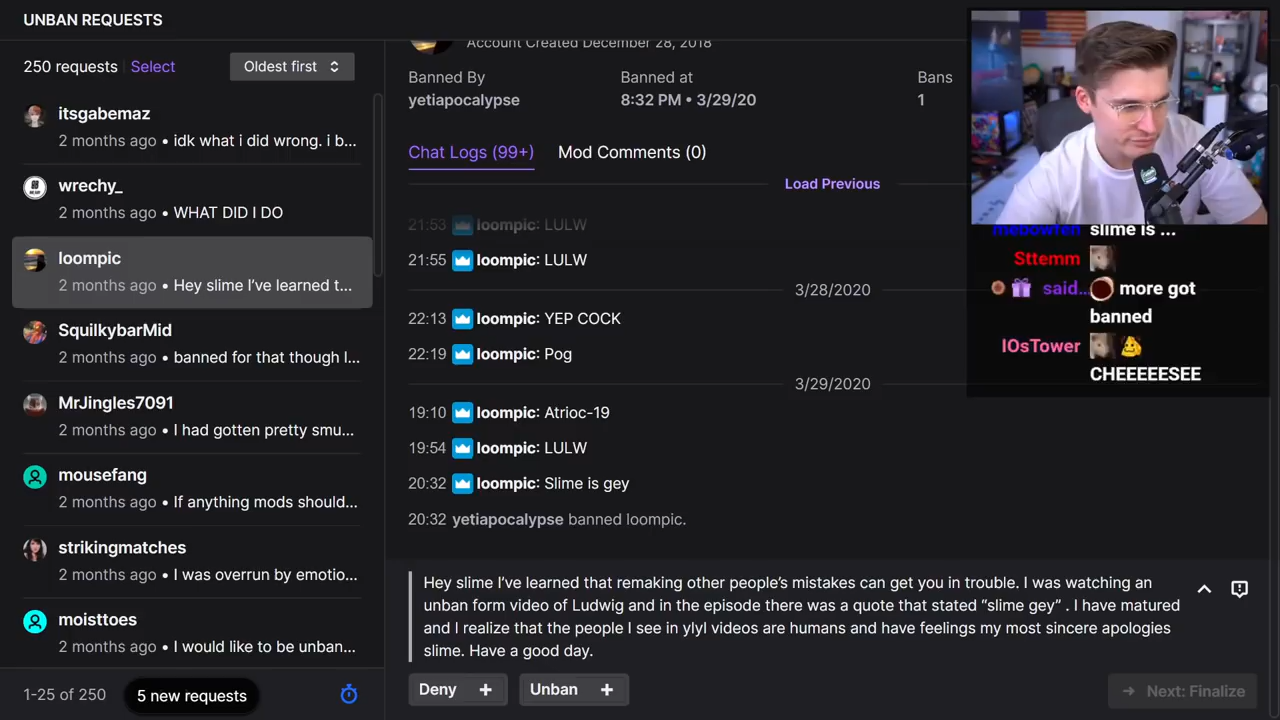 UNBAN REQUESTS
250 requests Select Oldest first
itsgabemaz
2 months ago • idk what i did wrong. i b...
wrechy_
2 months ago • WHAT DID I DO
loompic
2 months ago • Hey slime I've learned t...
SquilkybarMid
2 months ago • banned for that though I...
MrJingles7091
2 months ago • I had gotten pretty smu...
mousefang
2 months ago • If anything mods should...
strikingmatches
2 months ago • I was overrun by emotio...
moisttoes
2 months ago • I would like to be unban...
1-25 of 250 5 new requests
Account Created December 28, 2018
Banned By Banned at Bans
yetiapocalypse 8:32 PM • 3/29/20 1
Chat Logs (99+) Mod Comments (0)
Load Previous
21:53 loompic: LULW
21:55 loompic: LULW
3/28/2020
22:13 loompic: YEP COCK
22:19 loompic: Pog
3/29/2020
19:10 loompic: Atrioc-19
19:54 loompic: LULW
20:32 loompic: Slime is gey
20:32 yetiapocalypse banned loompic.
Hey slime I've learned that remaking other people's mistakes can get you in trouble. I was watching an
unban form video of Ludwig and in the episode there was a quote that stated “slime gey” . I have matured
and I realize that the people I see in ylyl videos are humans and have feelings my most sincere apologies
slime. Have a good day.
Deny + Unban + → Next: Finalize
slime is ...
Sttemm
said... more got
banned
IOsTower
CHEEEEESEE